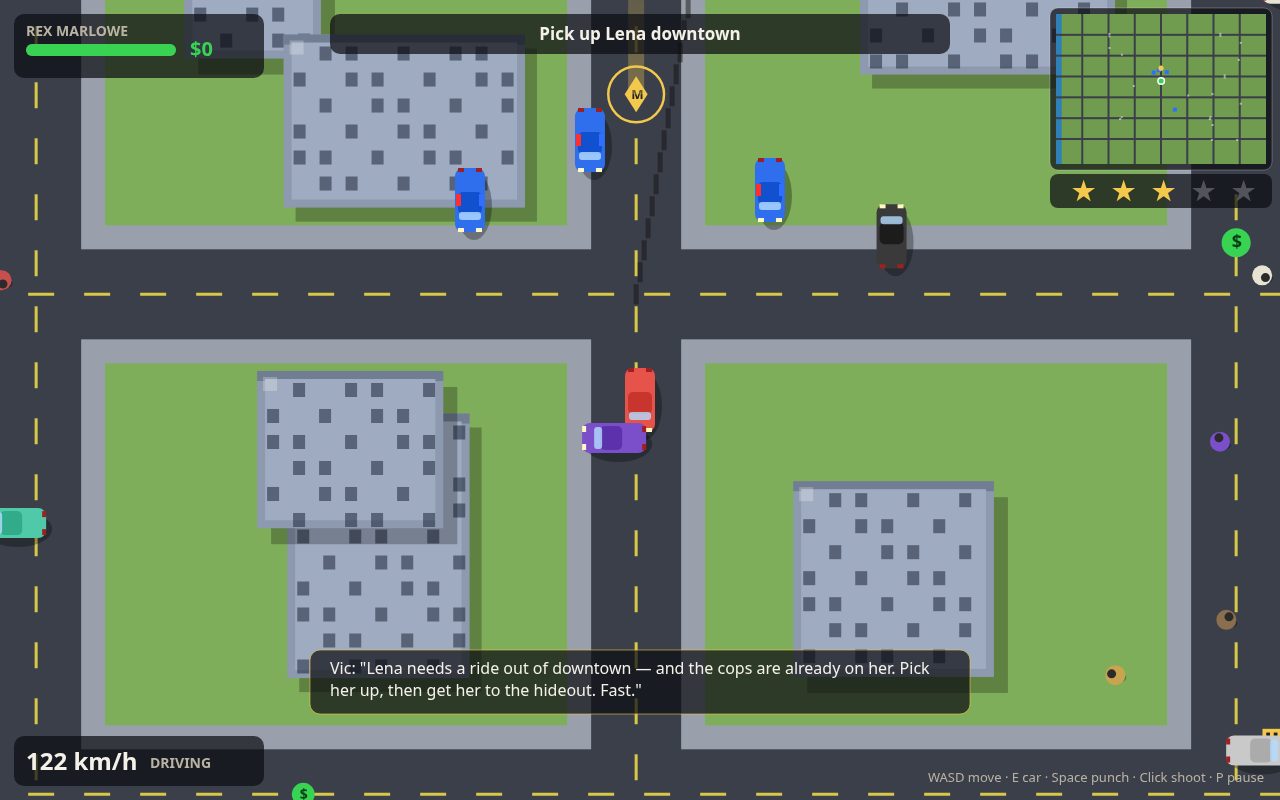 REX MARLOWE
$0
Pick up Lena downtown
M
$
Vic: "Lena needs a ride out of downtown — and the cops are already on her. Pick
her up, then get her to the hideout. Fast."
122 km/h DRIVING
WASD move · E car · Space punch · Click shoot · P pause
$